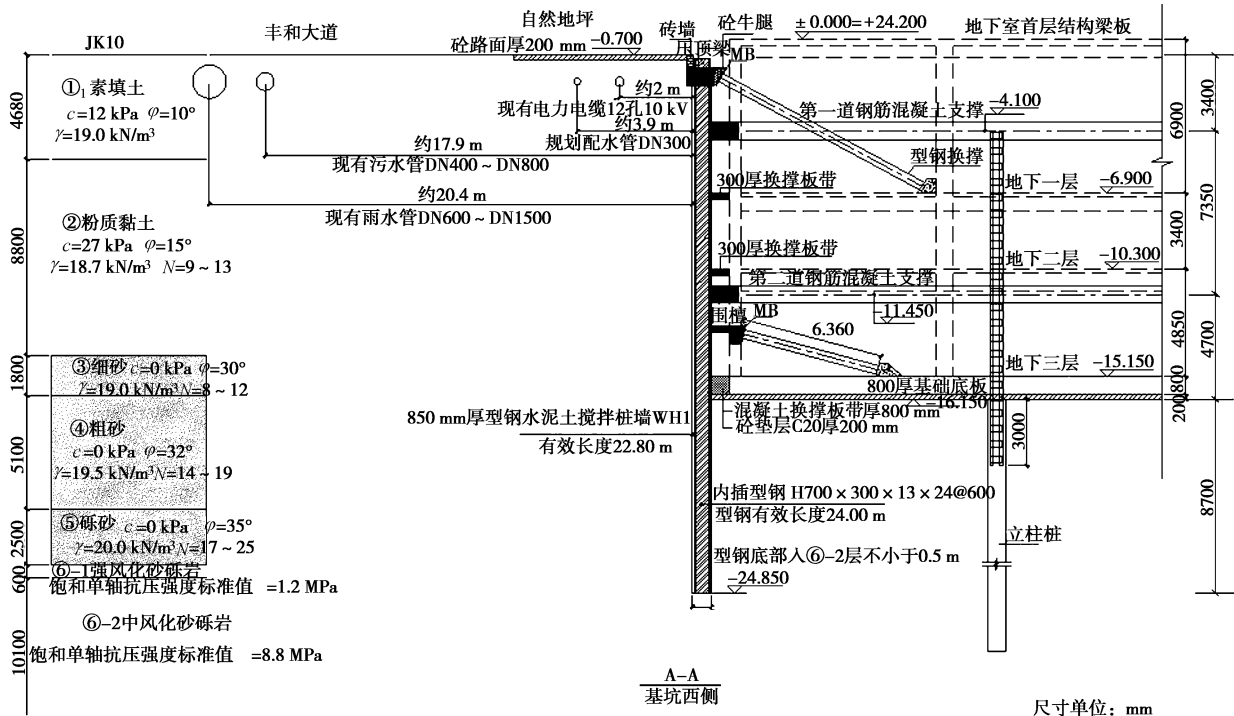 JK10
丰和大道
自然地坪
砼路面厚200 mm
-0.700
砖墙
压顶梁
砼牛腿
MB
±0.000=+24.200
地下室首层结构梁板
①₁素填土
c=12 kPa φ=10°
γ=19.0 kN/m³
约2 m
现有电力电缆12孔10 kV
约3.9 m
规划配水管DN300
约17.9 m
现有污水管DN400～DN800
约20.4 m
现有雨水管DN600～DN1500
第一道钢筋混凝土支撑
-4.100
型钢换撑
300厚换撑板带
地下一层
-6.900
②粉质黏土
c=27 kPa φ=15°
γ=18.7 kN/m³ N=9～13
300厚换撑板带
地下二层
-10.300
第二道钢筋混凝土支撑
-11.450
围檩
MB
6.360
地下三层
-15.150
③细砂 c=0 kPa φ=30°
γ=19.0 kN/m³N=8～12
800厚基础底板
-16.150
混凝土换撑板带厚800 mm
砼垫层C20厚200 mm
850 mm厚型钢水泥土搅拌桩墙WH1
有效长度22.80 m
④粗砂
c=0 kPa φ=32°
γ=19.5 kN/m³N=14～19
3000
内插型钢 H700×300×13×24@600
型钢有效长度24.00 m
⑤砾砂 c=0 kPa φ=35°
γ=20.0 kN/m³N=17～25
立柱桩
型钢底部入⑥-2层不小于0.5 m
-24.850
⑥-1强风化砂砾岩
饱和单轴抗压强度标准值 =1.2 MPa
⑥-2中风化砂砾岩
饱和单轴抗压强度标准值 =8.8 MPa
4680
8800
1800
5100
2500
600
10100
6900
3400
4850
800
200
3400
7350
4700
8700
A-A
基坑西侧
尺寸单位：mm